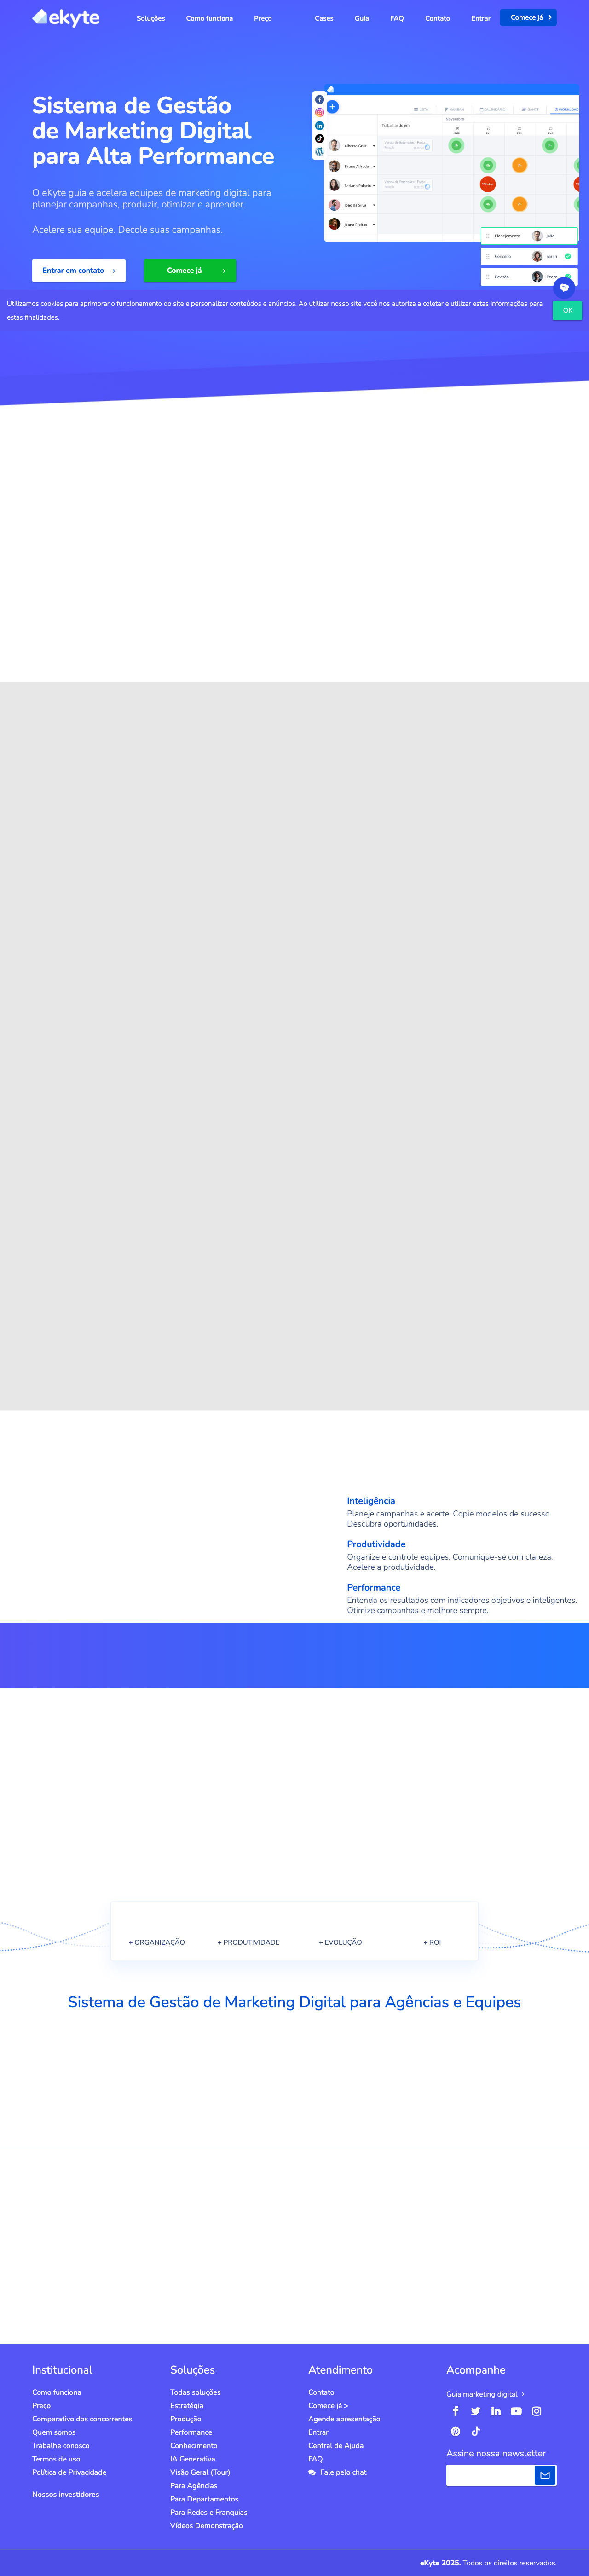 ekyte
Soluções
Como funciona
Preço
Cases
Guia
FAQ
Contato
Entrar
Comece já
Sistema de Gestão
de Marketing Digital
para Alta Performance
O eKyte guia e acelera equipes de marketing digital para
planejar campanhas, produzir, otimizar e aprender.
Acelere sua equipe. Decole suas campanhas.
Entrar em contato
Comece já
Trabalhando em:
Alberto Grur
Bruna Alfredo
Tatiana Palácio
João da Silva
Joana Freitas
Planejamento
João
Conceito
Sarah
Revisão
Pedro
Utilizamos cookies para aprimorar o funcionamento do site e personalizar conteúdos e anúncios. Ao utilizar nosso site você nos autoriza a coletar e utilizar estas informações para
estas finalidades.
OK
Inteligência
Planeje campanhas e acerte. Copie modelos de sucesso.
Descubra oportunidades.
Produtividade
Organize e controle equipes. Comunique-se com clareza.
Acelere a produtividade.
Performance
Entenda os resultados com indicadores objetivos e inteligentes.
Otimize campanhas e melhore sempre.
+ ORGANIZAÇÃO
+ PRODUTIVIDADE
+ EVOLUÇÃO
+ ROI
Sistema de Gestão de Marketing Digital para Agências e Equipes
Institucional
Como funciona
Preço
Comparativo dos concorrentes
Quem somos
Trabalhe conosco
Termos de uso
Política de Privacidade
Nossos investidores
Soluções
Todas soluções
Estratégia
Produção
Performance
Conhecimento
IA Generativa
Visão Geral (Tour)
Para Agências
Para Departamentos
Para Redes e Franquias
Vídeos Demonstração
Atendimento
Contato
Comece já >
Agende apresentação
Entrar
Central de Ajuda
FAQ
Fale pelo chat
Acompanhe
Guia marketing digital
Assine nossa newsletter
eKyte 2025. Todos os direitos reservados.